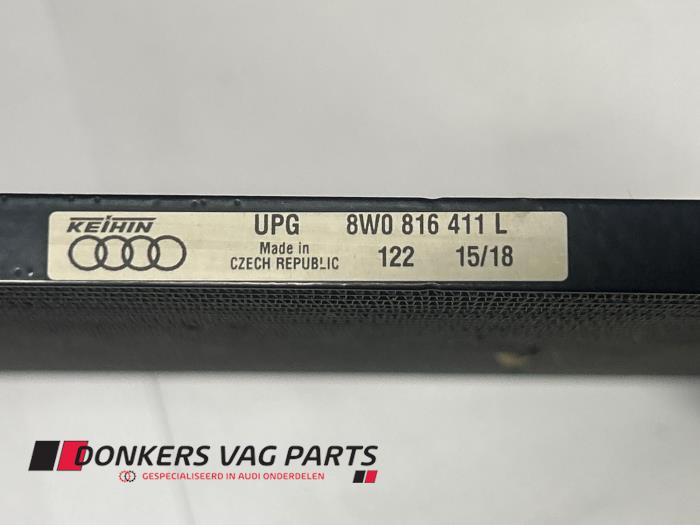 KEIHIN UPG 8W0 816 411 L
Made in
CZECH REPUBLIC 122 15/18
DONKERS VAG PARTS
GESPECIALISEERD IN AUDI ONDERDELEN